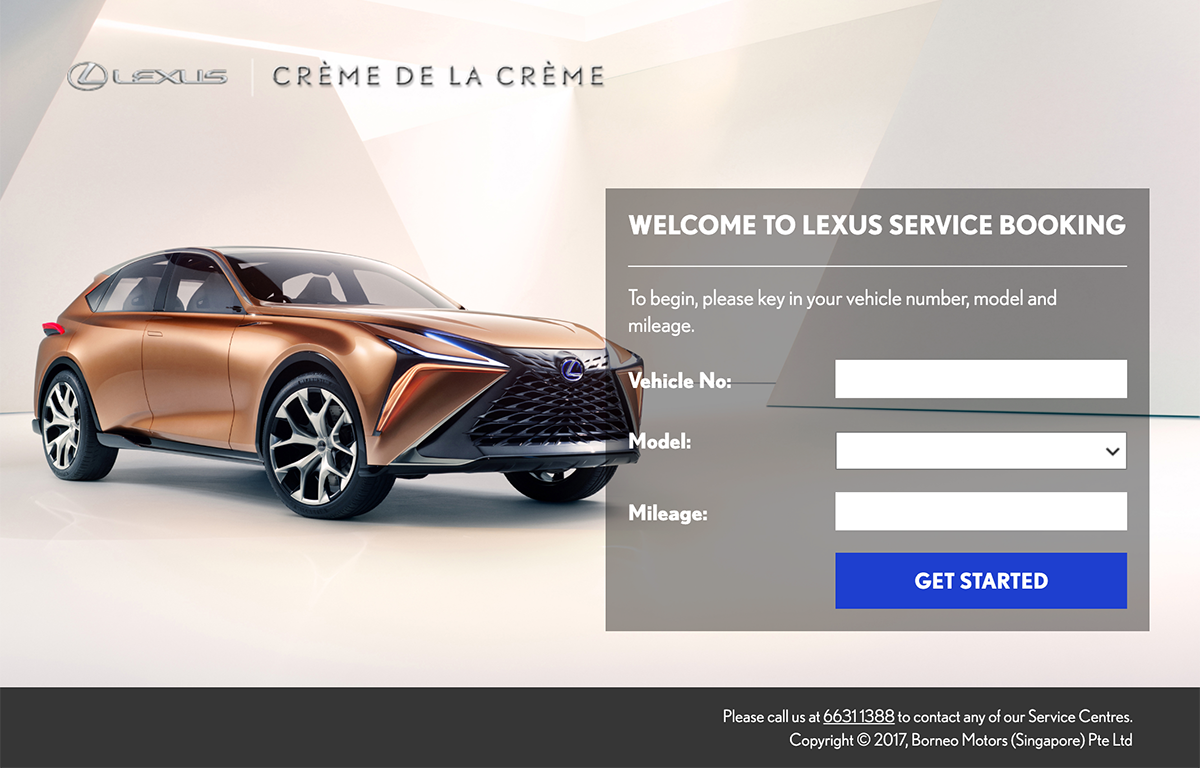 LEXUS CRÈME DE LA CRÈME
WELCOME TO LEXUS SERVICE BOOKING
To begin, please key in your vehicle number, model and
mileage.
Vehicle No:
Model:
Mileage:
GET STARTED
Please call us at 66311388 to contact any of our Service Centres.
Copyright © 2017, Borneo Motors (Singapore) Pte Ltd